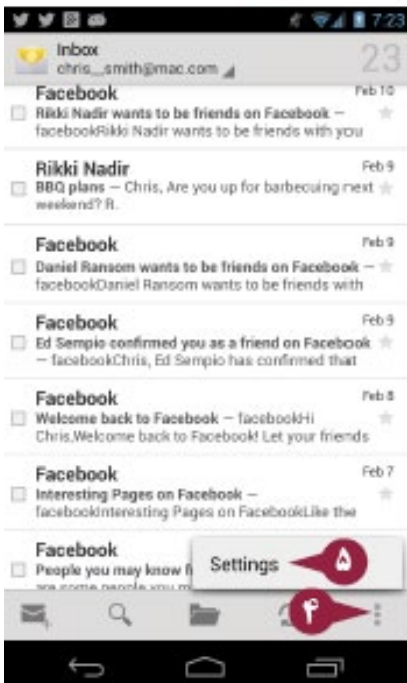 7:23
Inbox
chris_smith@mac.com
23
Facebook Feb 10
Rikki Nadir wants to be friends on Facebook –
facebookRikki Nadir wants to be friends with you
Rikki Nadir Feb 9
BBQ plans – Chris, Are you up for barbecuing next
weekend? R.
Facebook Feb 9
Daniel Ransom wants to be friends on Facebook –
facebookDaniel Ransom wants to be friends with
Facebook Feb 9
Ed Sempio confirmed you as a friend on Facebook
– facebookChris, Ed Sempio has confirmed that
Facebook Feb 8
Welcome back to Facebook – facebookHi
Chris,Welcome back to Facebook! Let your friends
Facebook Feb 7
Interesting Pages on Facebook –
facebookInteresting Pages on FacebookLike the
Facebook
People you may know
are some people you
Settings ۵
۴